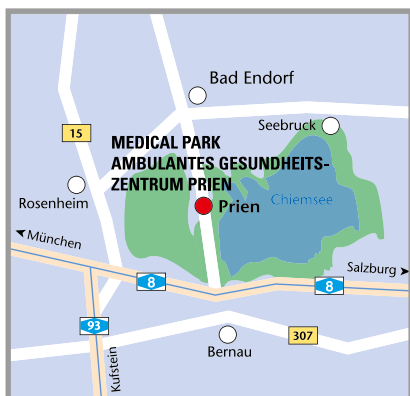 Bad Endorf
Seebruck
15
MEDICAL PARK
AMBULANTES GESUNDHEITS-
ZENTRUM PRIEN
Rosenheim
Prien
Chiemsee
München
Salzburg
8
8
93
307
Bernau
Kufstein